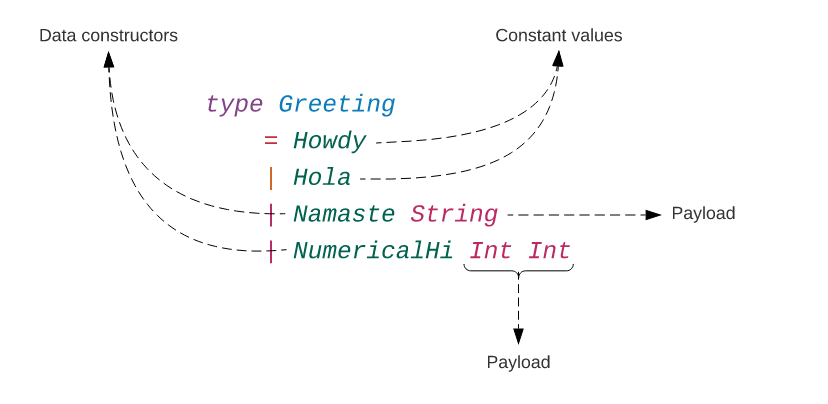 Data constructors
Constant values
type Greeting
= Howdy
| Hola
| Namaste String
Payload
| NumericalHi Int Int
Payload